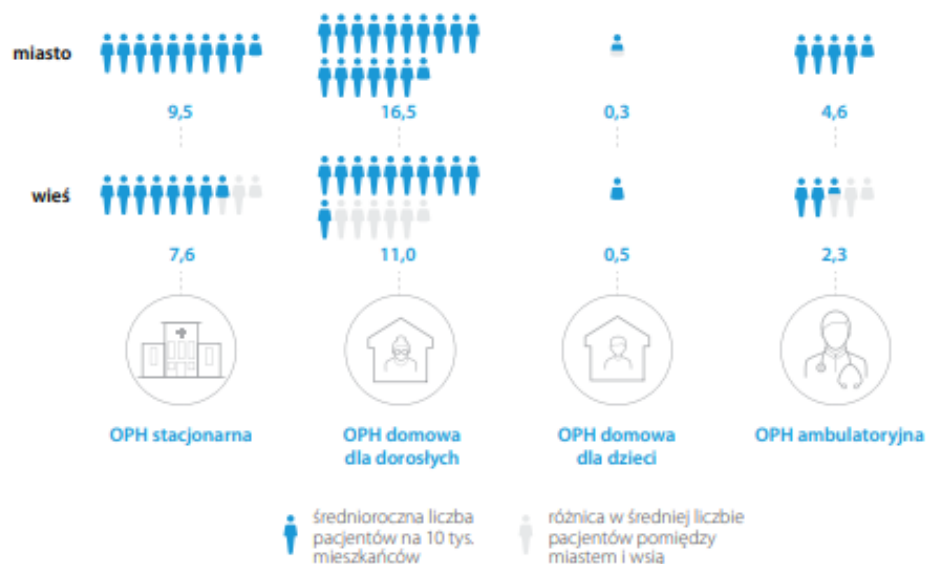 miasto
9,5
16,5
0,3
4,6
wieś
7,6
11,0
0,5
2,3
OPH stacjonarna
OPH domowa
dla dorosłych
OPH domowa
dla dzieci
OPH ambulatoryjna
średnioroczna liczba
pacjentów na 10 tys.
mieszkańców
różnica w średniej liczbie
pacjentów pomiędzy
miastem i wsią